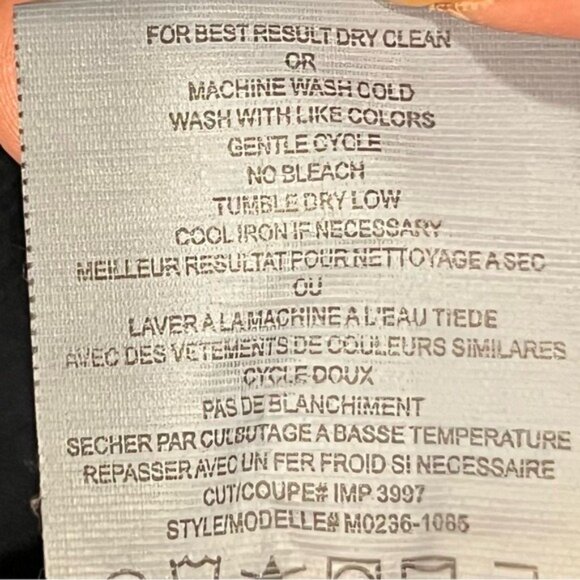 FOR BEST RESULT DRY CLEAN
OR
MACHINE WASH COLD
WASH WITH LIKE COLORS
GENTLE CYCLE
NO BLEACH
TUMBLE DRY LOW
COOL IRON IF NECESSARY
MEILLEUR RESULTAT POUR NETTOYAGE A SEC
OU
LAVER A LA MACHINE A L'EAU TIEDE
AVEC DES VETEMENTS DE COULEURS SIMILARES
CYCLE DOUX
PAS DE BLANCHIMENT
SECHER PAR CULBUTAGE A BASSE TEMPERATURE
REPASSER AVEC UN FER FROID SI NECESSAIRE
CUT/COUPE# IMP 3997
STYLE/MODELLE# M0236-1085